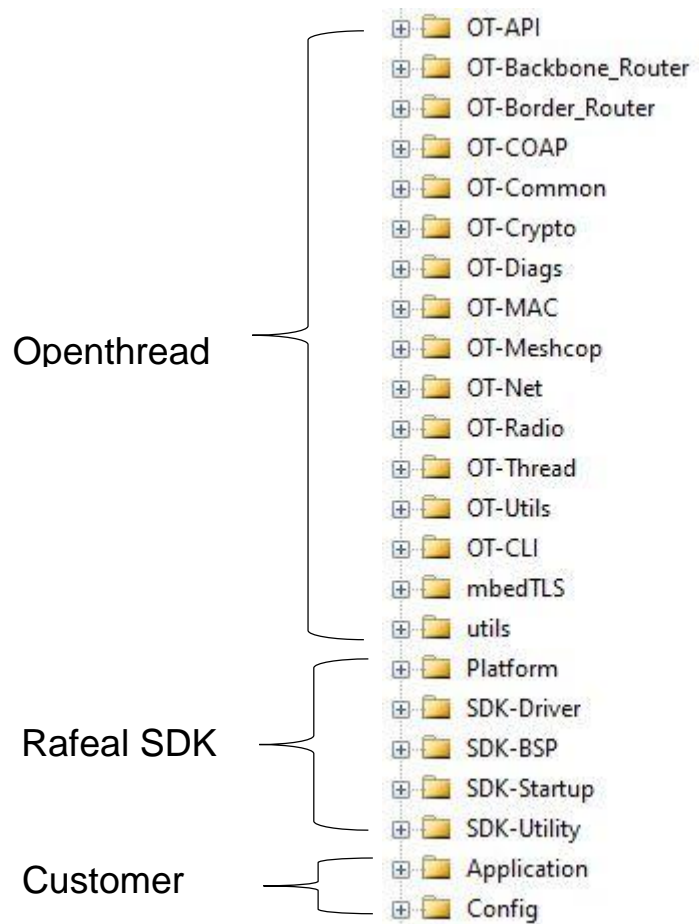 OT-API
OT-Backbone_Router
OT-Border_Router
OT-COAP
OT-Common
OT-Crypto
OT-Diags
OT-MAC
Openthread
OT-Meshcop
OT-Net
OT-Radio
OT-Thread
OT-Utils
OT-CLI
mbedTLS
utils
Platform
SDK-Driver
Rafeal SDK
SDK-BSP
SDK-Startup
SDK-Utility
Application
Customer
Config